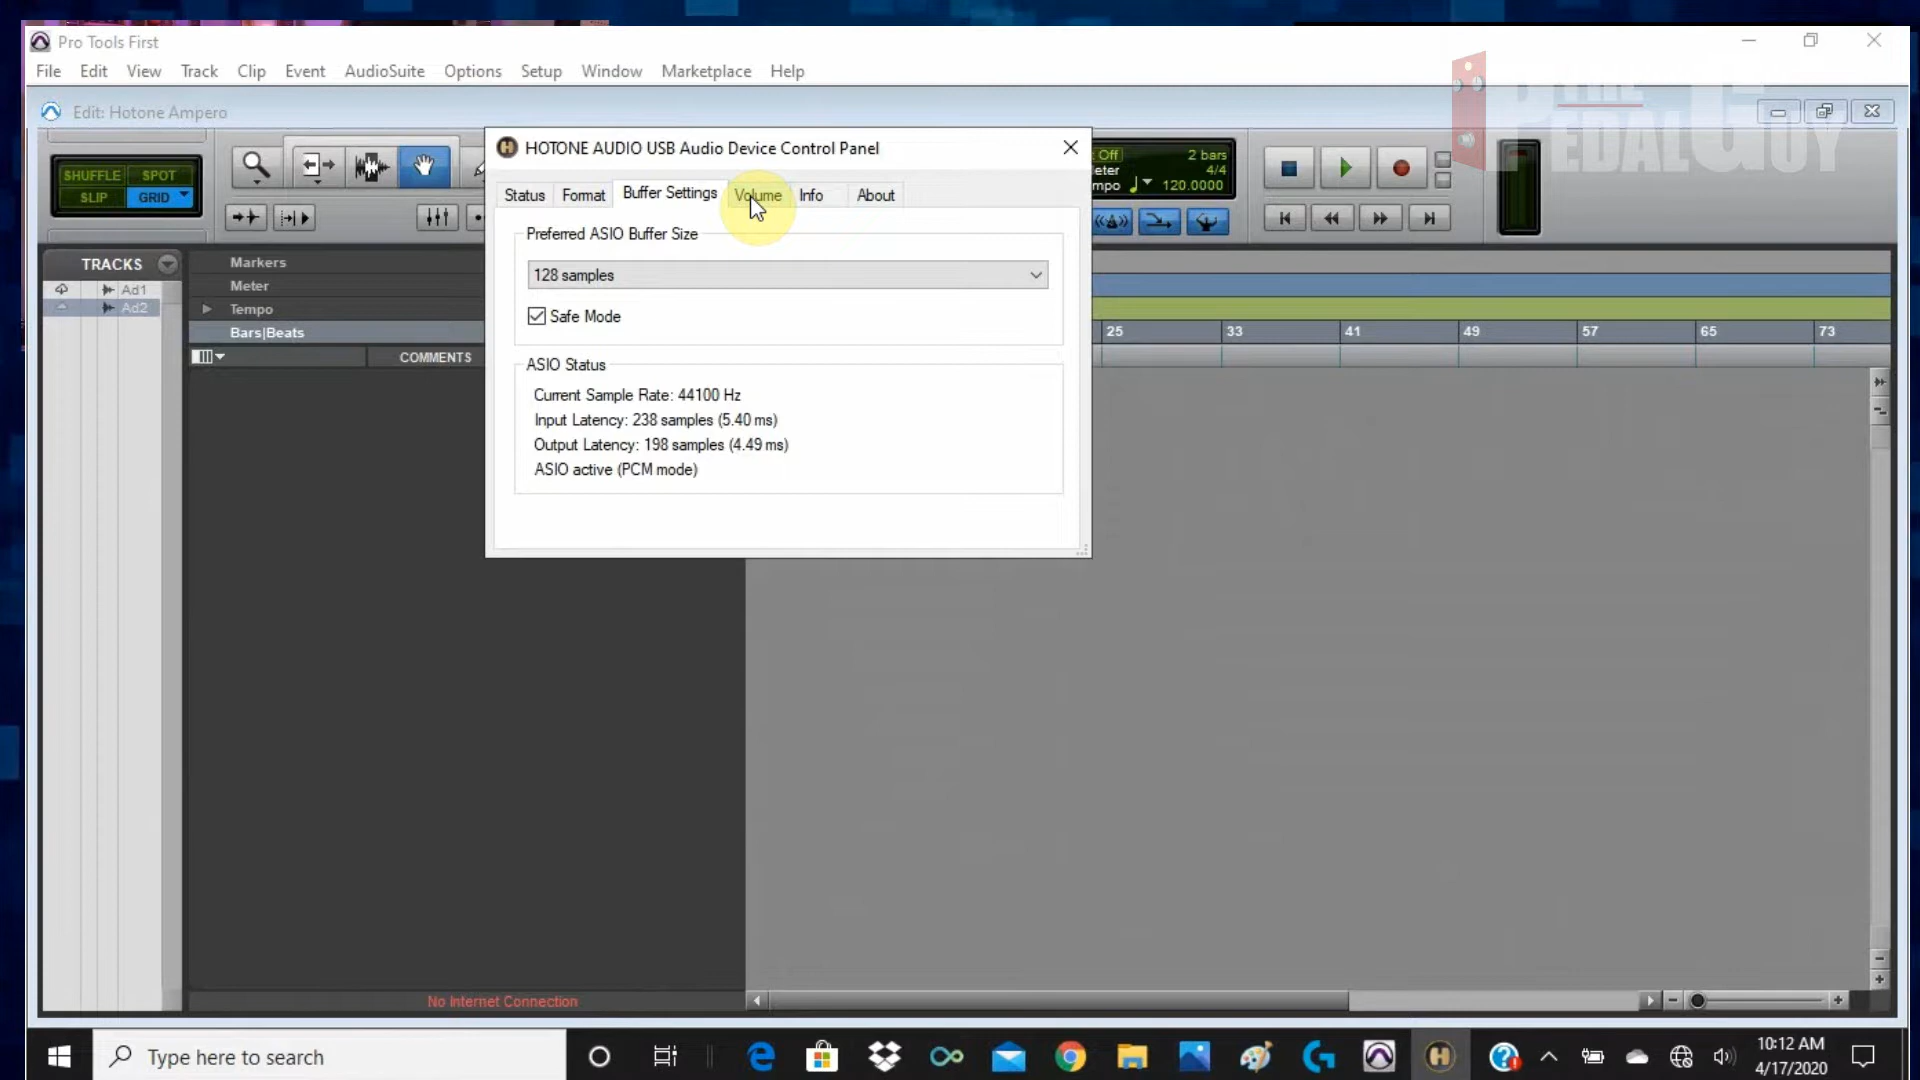 Pro Tools First
File Edit View Track Clip Event AudioSuite Options Setup Window Marketplace Help
THE PEDAL GUY
Edit: Hotone Ampero
HOTONE AUDIO USB Audio Device Control Panel
SHUFFLE SPOT
SLIP GRID
Off 2 bars
eter 4/4
mpo 120.0000
Status Format Buffer Settings Volume Info About
Preferred ASIO Buffer Size
128 samples
Safe Mode
ASIO Status
Current Sample Rate: 44100 Hz
Input Latency: 238 samples (5.40 ms)
Output Latency: 198 samples (4.49 ms)
ASIO active (PCM mode)
TRACKS
Ad1
Ad2
Markers
Meter
Tempo
Bars|Beats
COMMENTS
25 33 41 49 57 65 73
No Internet Connection
Type here to search
10:12 AM
4/17/2020